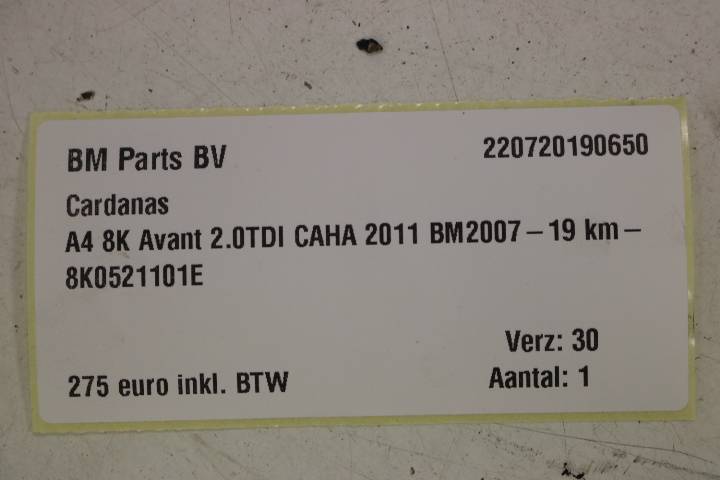 BM Parts BV
220720190650
Cardanas
A4 8K Avant 2.0TDI CAHA 2011 BM2007 – 19 km –
8K0521101E
Verz: 30
275 euro inkl. BTW
Aantal: 1